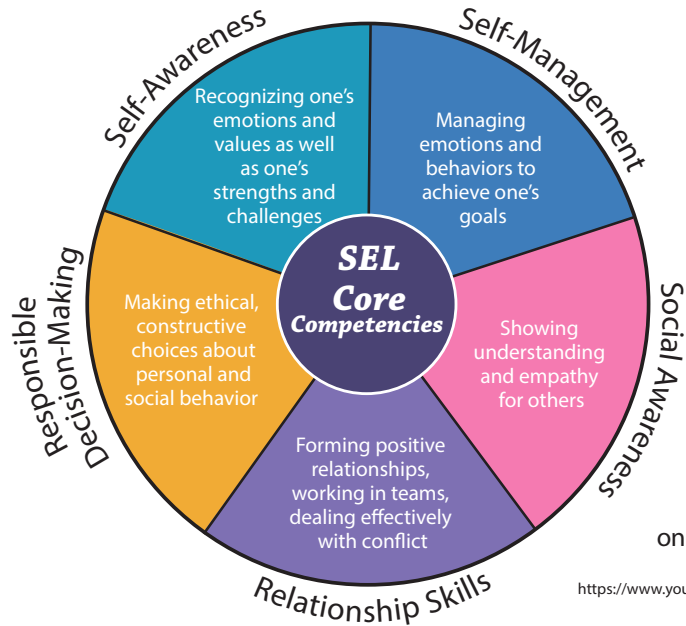 Self-Awareness
Recognizing one's
emotions and
values as well
as one's
strengths and
challenges
Self-Management
Managing
emotions and
behaviors to
achieve one's
goals
Social Awareness
Showing
understanding
and empathy
for others
Relationship Skills
Forming positive
relationships,
working in teams,
dealing effectively
with conflict
Responsible
Decision-Making
Making ethical,
constructive
choices about
personal and
social behavior
SEL
Core
Competencies
on
https://www.you